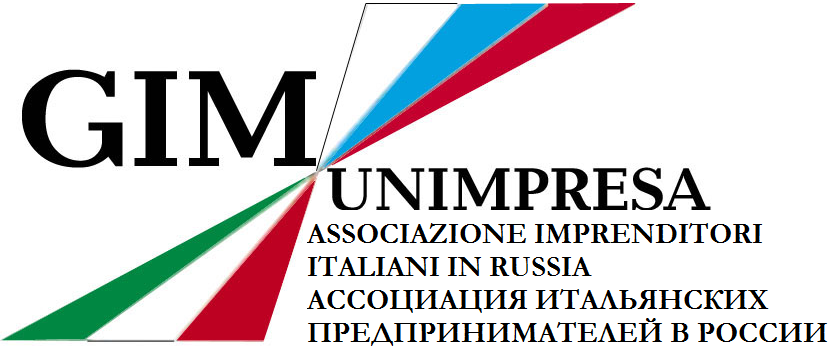 GIM
UNIMPRESA
ASSOCIAZIONE IMPRENDITORI
ITALIANI IN RUSSIA
АССОЦИАЦИЯ ИТАЛЬЯНСКИХ
ПРЕДПРИНИМАТЕЛЕЙ В РОССИИ